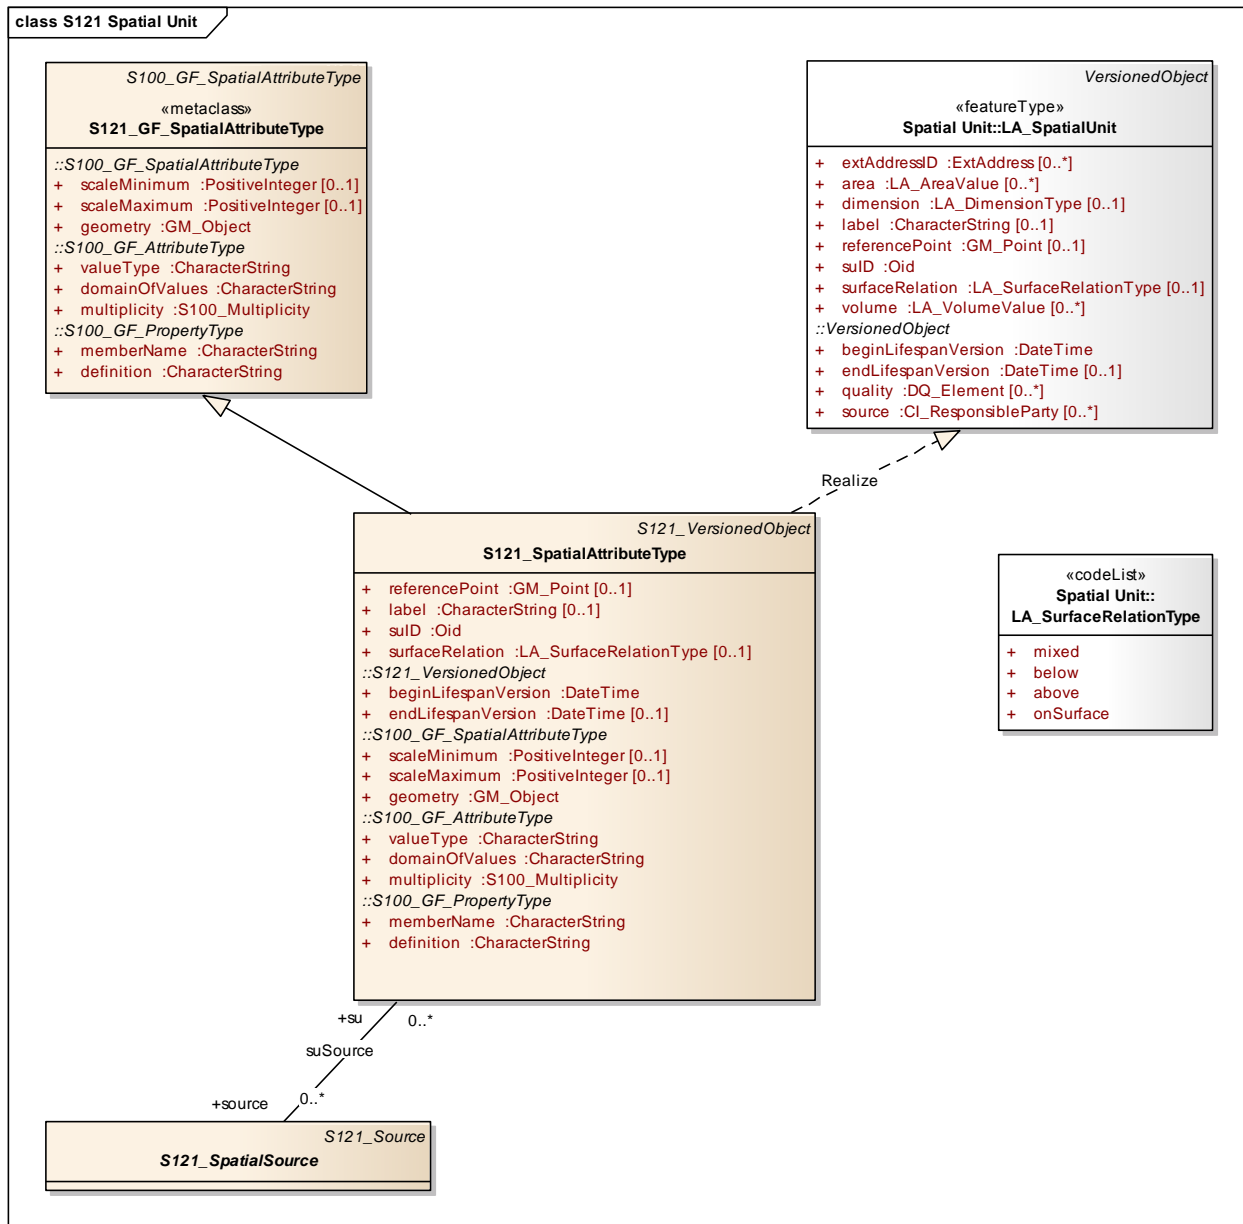 class S121 Spatial Unit
S100_GF_SpatialAttributeType
«metaclass»
S121_GF_SpatialAttributeType
::S100_GF_SpatialAttributeType
+ scaleMinimum :PositiveInteger [0..1]
+ scaleMaximum :PositiveInteger [0..1]
+ geometry :GM_Object
::S100_GF_AttributeType
+ valueType :CharacterString
+ domainOfValues :CharacterString
+ multiplicity :S100_Multiplicity
::S100_GF_PropertyType
+ memberName :CharacterString
+ definition :CharacterString
VersionedObject
«featureType»
Spatial Unit::LA_SpatialUnit
+ extAddressID :ExtAddress [0..*]
+ area :LA_AreaValue [0..*]
+ dimension :LA_DimensionType [0..1]
+ label :CharacterString [0..1]
+ referencePoint :GM_Point [0..1]
+ suID :Oid
+ surfaceRelation :LA_SurfaceRelationType [0..1]
+ volume :LA_VolumeValue [0..*]
::VersionedObject
+ beginLifespanVersion :DateTime
+ endLifespanVersion :DateTime [0..1]
+ quality :DQ_Element [0..*]
+ source :CI_ResponsibleParty [0..*]
Realize
S121_VersionedObject
S121_SpatialAttributeType
+ referencePoint :GM_Point [0..1]
+ label :CharacterString [0..1]
+ suID :Oid
+ surfaceRelation :LA_SurfaceRelationType [0..1]
::S121_VersionedObject
+ beginLifespanVersion :DateTime
+ endLifespanVersion :DateTime [0..1]
::S100_GF_SpatialAttributeType
+ scaleMinimum :PositiveInteger [0..1]
+ scaleMaximum :PositiveInteger [0..1]
+ geometry :GM_Object
::S100_GF_AttributeType
+ valueType :CharacterString
+ domainOfValues :CharacterString
+ multiplicity :S100_Multiplicity
::S100_GF_PropertyType
+ memberName :CharacterString
+ definition :CharacterString
«codeList»
Spatial Unit::
LA_SurfaceRelationType
+ mixed
+ below
+ above
+ onSurface
+su 0..*
suSource
+source 0..*
S121_Source
S121_SpatialSource